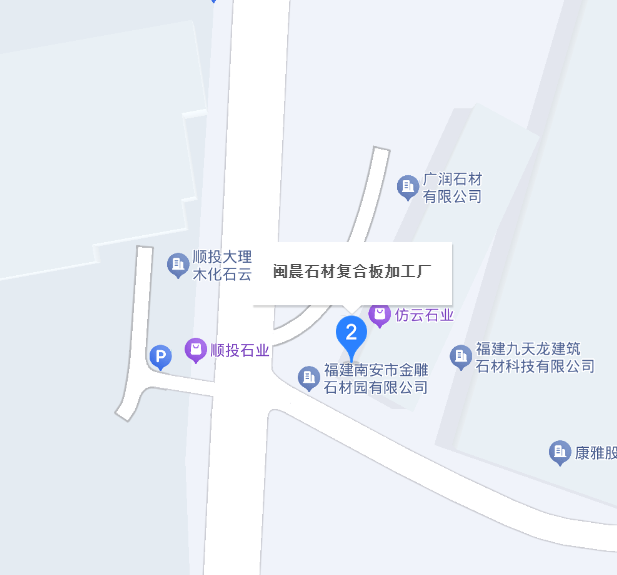 广润石材
有限公司
顺投大理
木化石云
闽晨石材复合板加工厂
仿云石业
2
P
顺投石业
福建九天龙建筑
石材科技有限公司
福建南安市金雕
石材园有限公司
康雅股